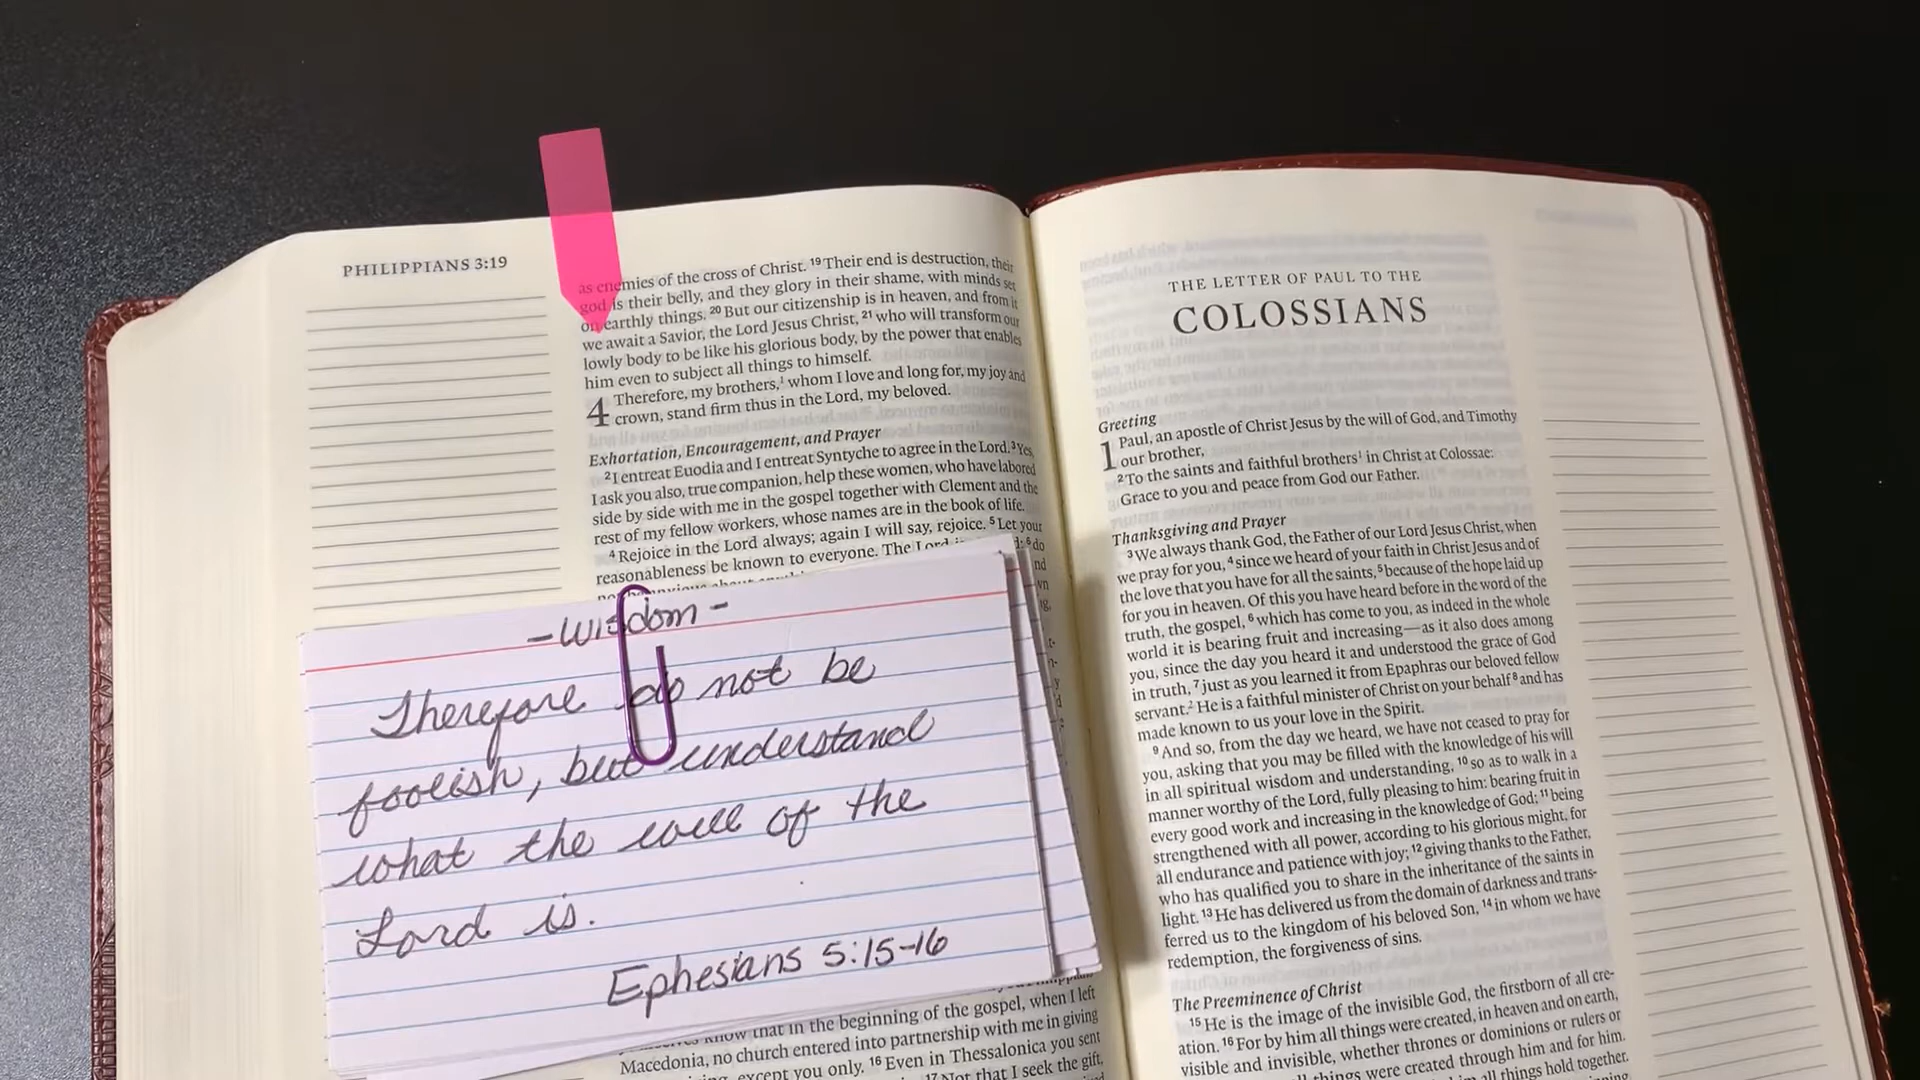 PHILIPPIANS 3:19
as enemies of the cross of Christ. 19 Their end is destruction, their
god is their belly, and they glory in their shame, with minds set
on earthly things. 20 But our citizenship is in heaven, and from it
we await a Savior, the Lord Jesus Christ, 21 who will transform our
lowly body to be like his glorious body, by the power that enables
him even to subject all things to himself.
4 Therefore, my brothers,1 whom I love and long for, my joy and
crown, stand firm thus in the Lord, my beloved.
Exhortation, Encouragement, and Prayer
2 I entreat Euodia and I entreat Syntyche to agree in the Lord. 3 Yes,
I ask you also, true companion, help these women, who have labored
side by side with me in the gospel together with Clement and the
rest of my fellow workers, whose names are in the book of life.
4 Rejoice in the Lord always; again I will say, rejoice. 5 Let your
reasonableness be known to everyone. The Lord 6 do
-Wisdom-
Therefore do not be
foolish, but understand
what the will of the
Lord is.
Ephesians 5:15-16
know that in the beginning of the gospel, when I left
Macedonia, no church entered into partnership with me in giving
except you only. 16 Even in Thessalonica you sent
17 Not that I seek the gift,
THE LETTER OF PAUL TO THE
COLOSSIANS
Greeting
1 Paul, an apostle of Christ Jesus by the will of God, and Timothy
our brother,
2 To the saints and faithful brothers1 in Christ at Colossae:
Grace to you and peace from God our Father.
Thanksgiving and Prayer
3 We always thank God, the Father of our Lord Jesus Christ, when
we pray for you, 4 since we heard of your faith in Christ Jesus and of
the love that you have for all the saints, 5 because of the hope laid up
for you in heaven. Of this you have heard before in the word of the
truth, the gospel, 6 which has come to you, as indeed in the whole
world it is bearing fruit and increasing—as it also does among
you, since the day you heard it and understood the grace of God
in truth, 7 just as you learned it from Epaphras our beloved fellow
servant.2 He is a faithful minister of Christ on your behalf 8 and has
made known to us your love in the Spirit.
9 And so, from the day we heard, we have not ceased to pray for
you, asking that you may be filled with the knowledge of his will
in all spiritual wisdom and understanding, 10 so as to walk in a
manner worthy of the Lord, fully pleasing to him: bearing fruit in
every good work and increasing in the knowledge of God; 11 being
strengthened with all power, according to his glorious might, for
all endurance and patience with joy; 12 giving thanks to the Father,
who has qualified you to share in the inheritance of the saints in
light. 13 He has delivered us from the domain of darkness and trans-
ferred us to the kingdom of his beloved Son, 14 in whom we have
redemption, the forgiveness of sins.
The Preeminence of Christ
15 He is the image of the invisible God, the firstborn of all cre-
ation. 16 For by him all things were created, in heaven and on earth,
visible and invisible, whether thrones or dominions or rulers or
things were created through him and for him.
all things hold together.